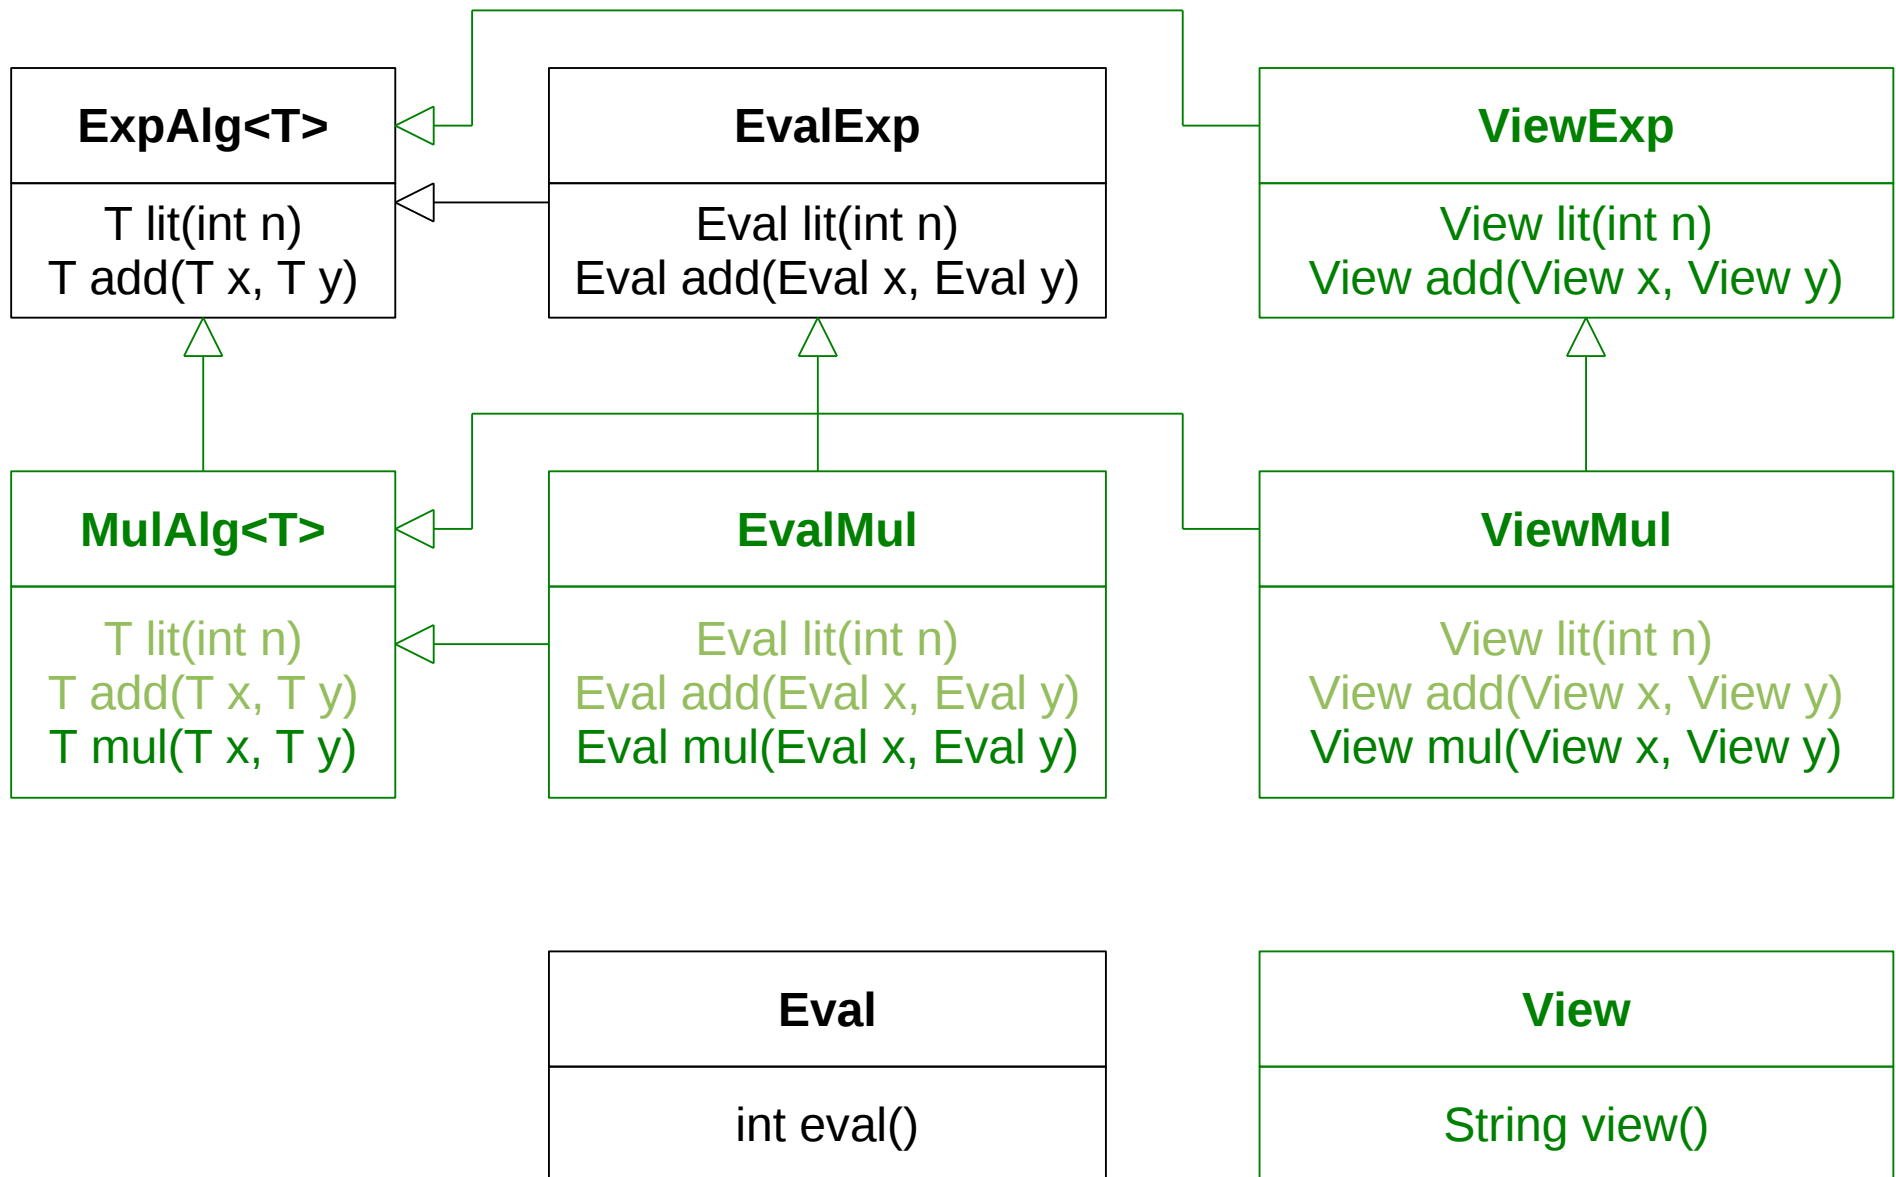 ExpAlg<T>
T lit(int n)
T add(T x, T y)
EvalExp
Eval lit(int n)
Eval add(Eval x, Eval y)
ViewExp
View lit(int n)
View add(View x, View y)
MulAlg<T>
T lit(int n)
T add(T x, T y)
T mul(T x, T y)
EvalMul
Eval lit(int n)
Eval add(Eval x, Eval y)
Eval mul(Eval x, Eval y)
ViewMul
View lit(int n)
View add(View x, View y)
View mul(View x, View y)
Eval
int eval()
View
String view()